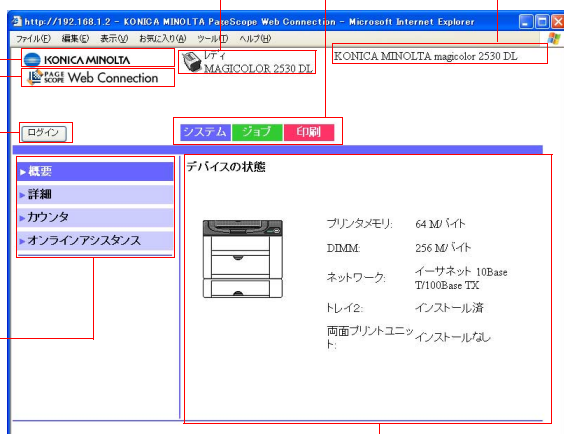 http://192.168.1.2 - KONICA MINOLTA PageScope Web Connection - Microsoft Internet Explorer
ファイル(F) 編集(E) 表示(V) お気に入り(A) ツール(T) ヘルプ(H)
KONICA MINOLTA
レディ
MAGICOLOR 2530 DL
KONICA MINOLTA magicolor 2530 DL
PAGE SCOPE Web Connection
ログイン
システム ジョブ 印刷
概要
詳細
カウンタ
オンラインアシスタンス
デバイスの状態
プリンタメモリ: 64 Mバイト
DIMM: 256 Mバイト
ネットワーク: イーサネット 10Base
T/100Base TX
トレイ2: インストール済
両面プリントユニッ
ト: インストールなし